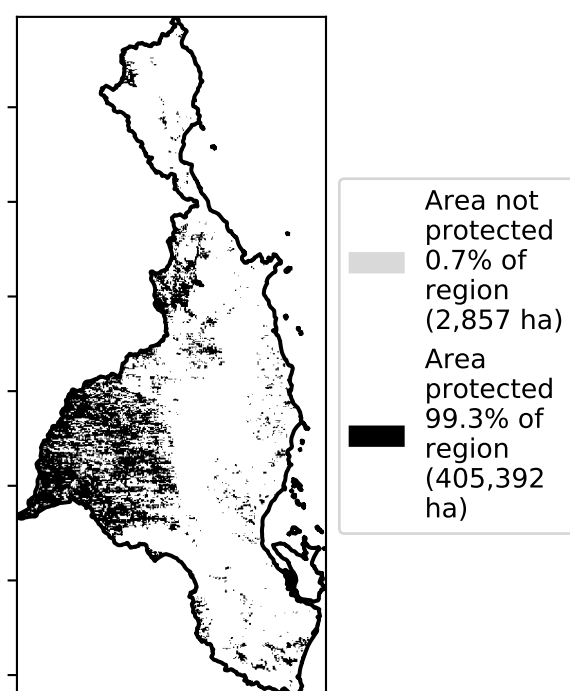 Area not
protected
0.7% of
region
(2,857 ha)
Area
protected
99.3% of
region
(405,392
ha)